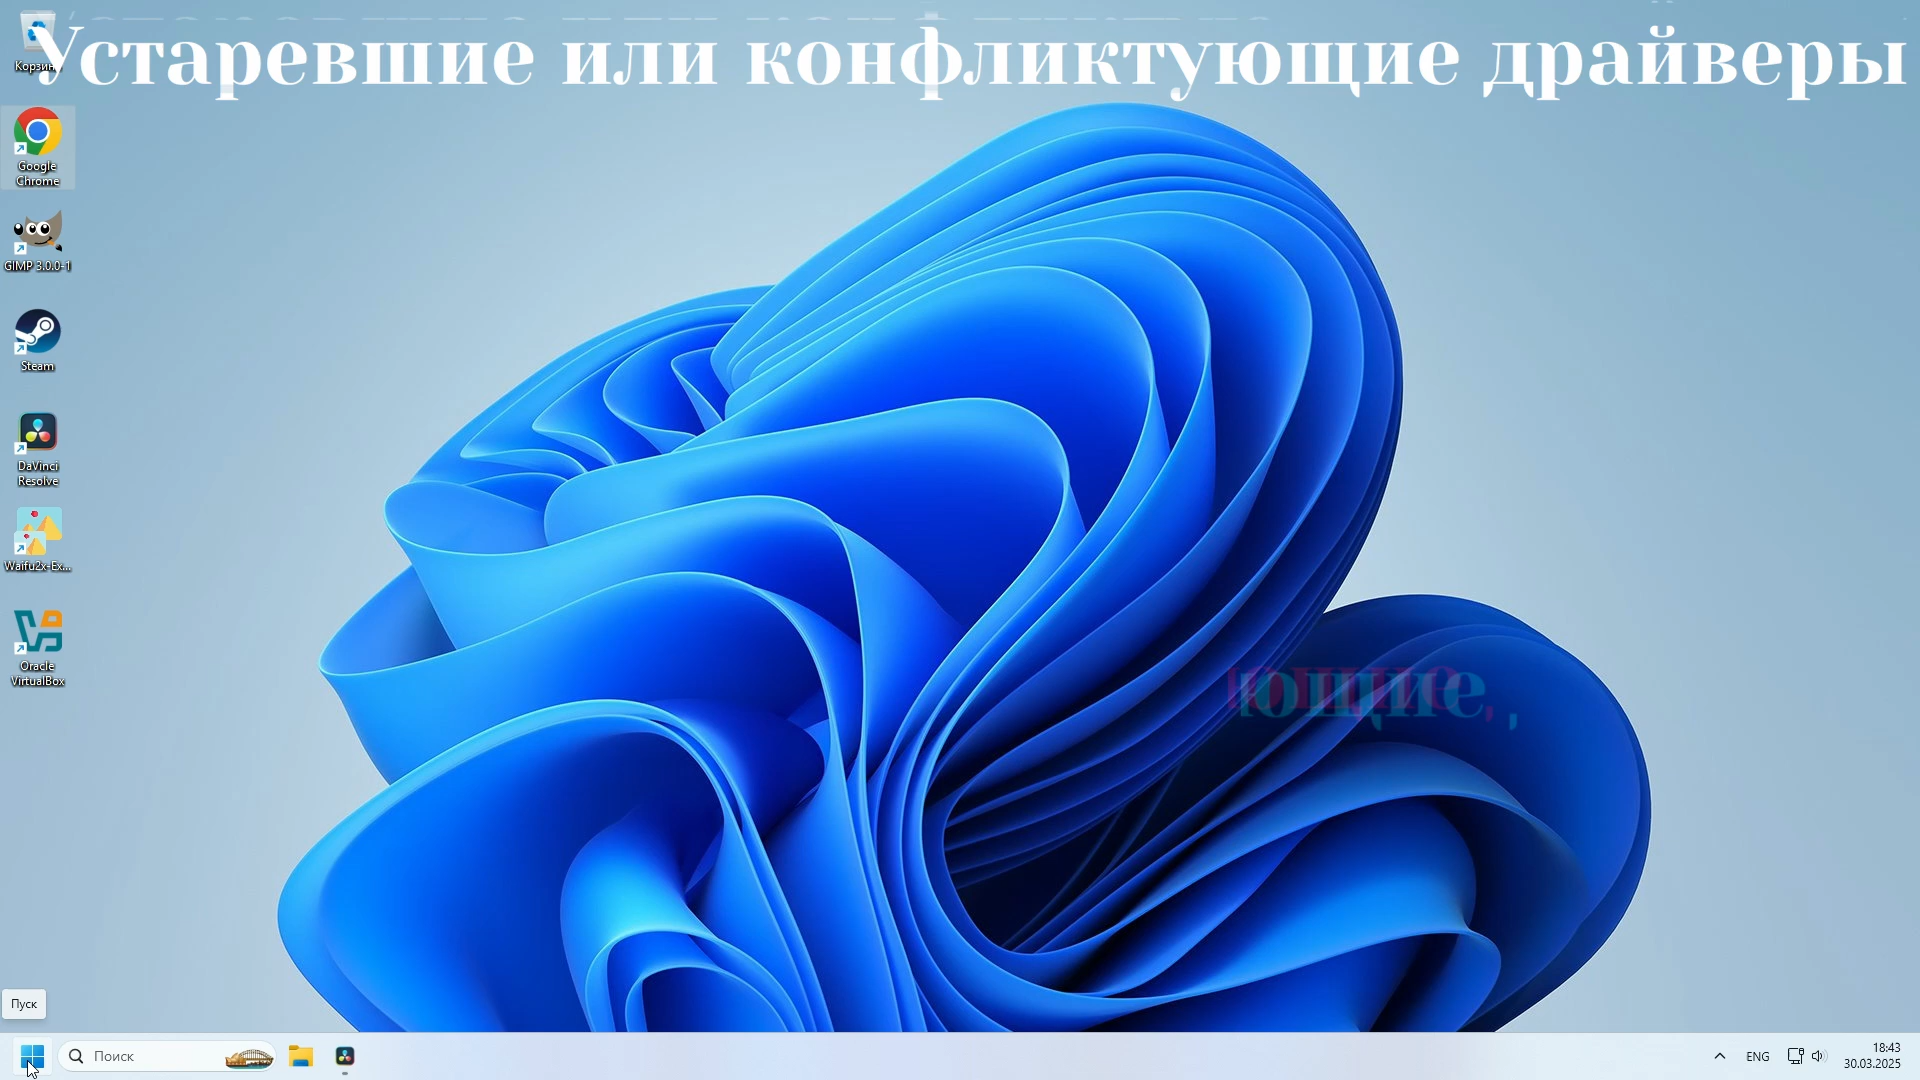 Устаревшие или конфликтующие драйверы
Корзина
Google
Chrome
GIMP 3.0.0-1
Steam
DaVinci
Resolve
Waifu2x-Ex...
Oracle
VirtualBox
ющие,
Пуск
Поиск
ENG
18:43
30.03.2025